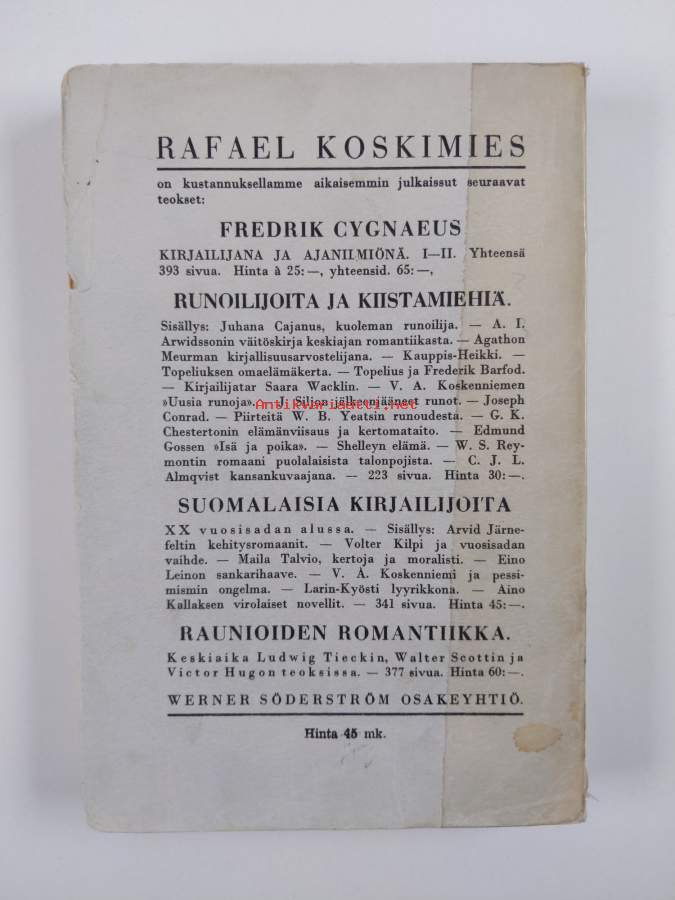 RAFAEL KOSKIMIES
on kustannuksellamme aikaisemmin julkaissut seuraavat
teokset:
FREDRIK CYGNAEUS
KIRJAILIJANA JA AJANILMIÖNÄ. I—II. Yhteensä
393 sivua. Hinta à 25:—, yhteensid. 65:—,
RUNOILIJOITA JA KIISTAMIEHIÄ.
Sisällys: Juhana Cajanus, kuoleman runoilija. — A. I.
Arwidssonin väitöskirja keskiajan romantiikasta. — Agathon
Meurman kirjallisuusarvostelijana. — Kauppis-Heikki. —
Topeliuksen omaelämäkerta. — Topelius ja Frederik Barfod.
— Kirjailijatar Saara Wacklin. — V. A. Koskenniemen
»Uusia runoja». — J. Siljon jälkeenjääneet runot. — Joseph
Conrad. — Piirteitä W. B. Yeatsin runoudesta. — G. K.
Chestertonin elämänviisaus ja kertomataito. — Edmund
Gossen »Isä ja poika». — Shelleyn elämä. — W. S. Rey-
montin romaani puolalaisista talonpojista. — C. J. L.
Almqvist kansankuvaajana. — 223 sivua. Hinta 30:—.
Antikvariaatti.net
SUOMALAISIA KIRJAILIJOITA
XX vuosisadan alussa. — Sisällys: Arvid Järne-
feltin kehitysromaanit. — Volter Kilpi ja vuosisadan
vaihde. — Maila Talvio, kertoja ja moralisti. — Eino
Leinon sankarihaave. — V. A. Koskenniemi ja pessi-
mismin ongelma. — Larin-Kyösti lyyrikkona. — Aino
Kallaksen virolaiset novellit. — 341 sivua. Hinta 45:—.
RAUNIOIDEN ROMANTIIKKA.
Keskiaika Ludwig Tieckin, Walter Scottin ja
Victor Hugon teoksissa. — 377 sivua. Hinta 60:—.
WERNER SÖDERSTRÖM OSAKEYHTIÖ.
Hinta 45 mk.